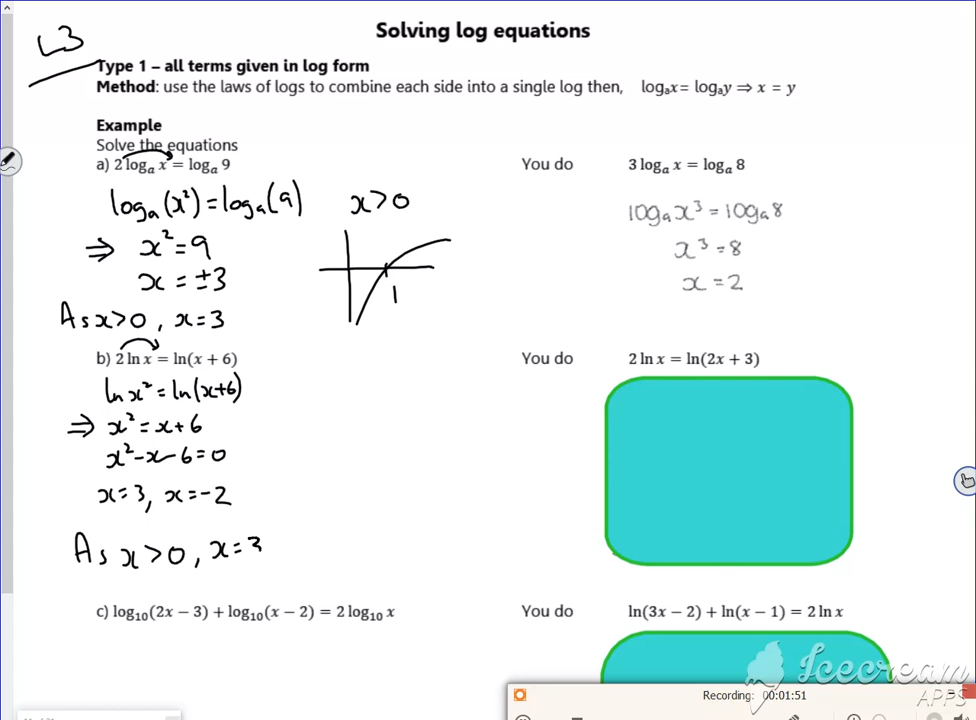 Solving log equations
L3
Type 1 – all terms given in log form
Method: use the laws of logs to combine each side into a single log then, logₐx= logₐy ⇒ x = y
Example
Solve the equations
a) 2 logₐ x = logₐ 9
You do 3 logₐ x = logₐ 8
logₐ(x²) = logₐ(9) x>0
logₐx³ = logₐ8
⇒ x² = 9
x³ = 8
x = ±3
x = 2
1
As x>0, x=3
b) 2 ln x = ln(x + 6)
You do 2 ln x = ln(2x + 3)
ln x² = ln(x+6)
⇒ x² = x+6
x²-x-6=0
x=3, x=-2
As x>0, x=3
c) log₁₀(2x − 3) + log₁₀(x − 2) = 2 log₁₀ x
You do ln(3x − 2) + ln(x − 1) = 2 ln x
Icecream
APPS
Recording: 00:01:51